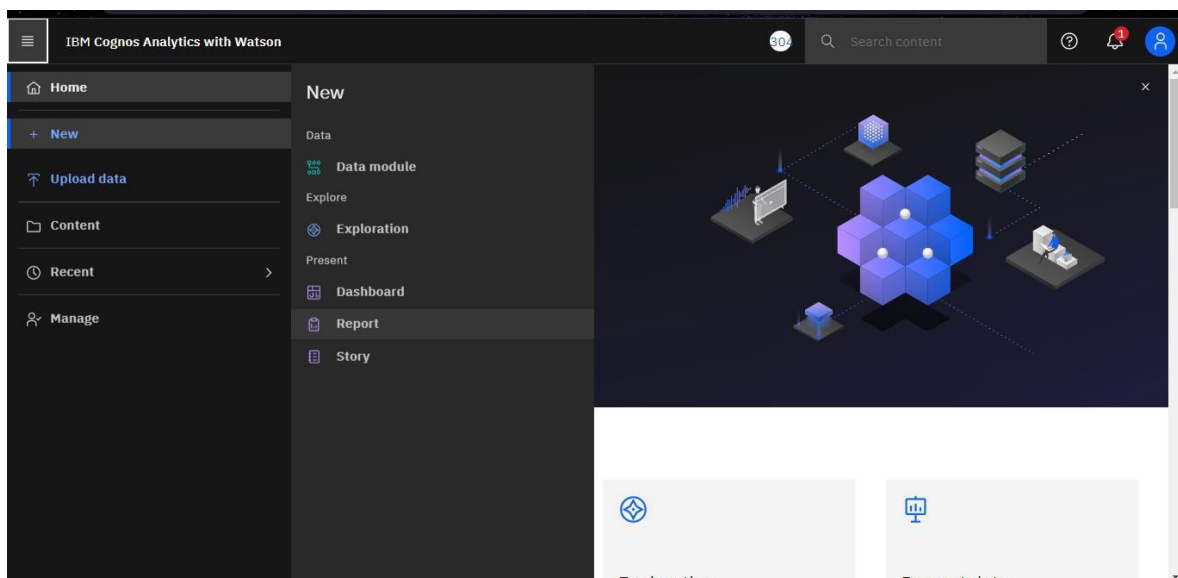 IBM Cognos Analytics with Watson
304
Search content
1
Home
New
Upload data
Content
Recent
Manage
New
Data
Data module
Explore
Exploration
Present
Dashboard
Report
Story